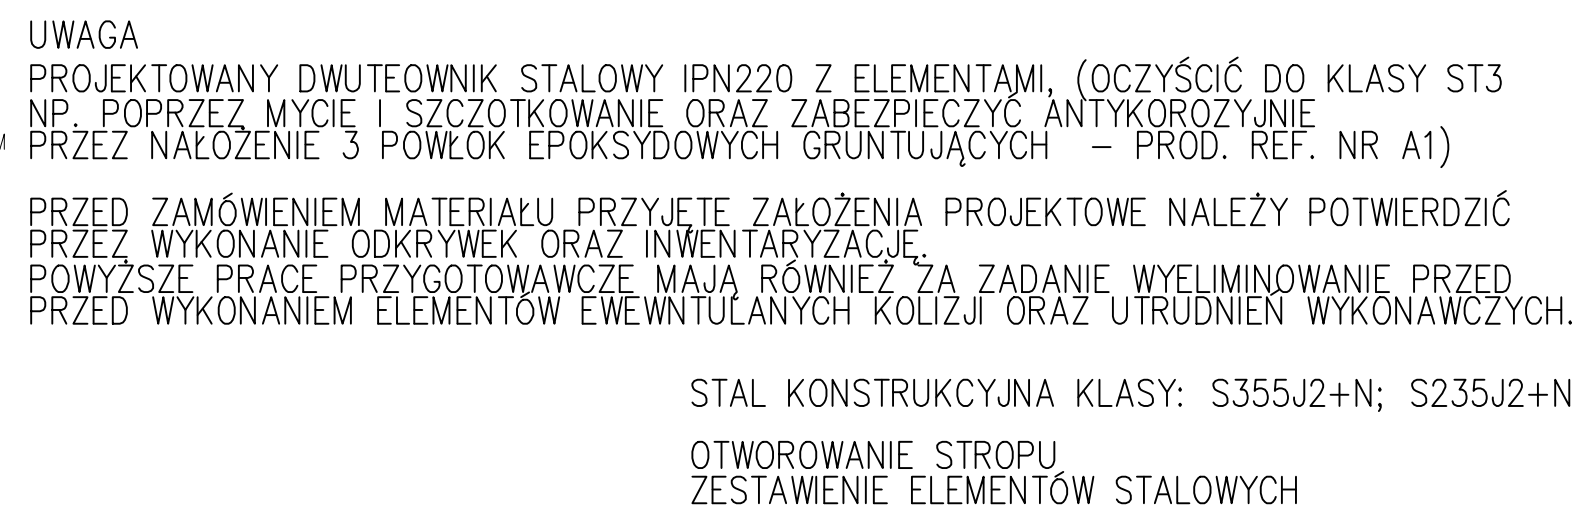 UWAGA
PROJEKTOWANY DWUTEOWNIK STALOWY IPN220 Z ELEMENTAMI, (OCZYŚCIĆ DO KLASY ST3
NP. POPRZEZ MYCIE I SZCZOTKOWANIE ORAZ ZABEZPIECZYĆ ANTYKOROZYJNIE
M PRZEZ NAŁOŻENIE 3 POWŁOK EPOKSYDOWYCH GRUNTUJĄCYCH – PROD. REF. NR A1)
PRZED ZAMÓWIENIEM MATERIAŁU PRZYJĘTE ZAŁOŻENIA PROJEKTOWE NALEŻY POTWIERDZIĆ
PRZEZ WYKONANIE ODKRYWEK ORAZ INWENTARYZACJĘ.
POWYŻSZE PRACE PRZYGOTOWAWCZE MAJĄ RÓWNIEŻ ZA ZADANIE WYELIMINOWANIE PRZED
PRZED WYKONANIEM ELEMENTÓW EWEWNTULANYCH KOLIZJI ORAZ UTRUDNIEŃ WYKONAWCZYCH.
STAL KONSTRUKCYJNA KLASY: S355J2+N; S235J2+N
OTWOROWANIE STROPU
ZESTAWIENIE ELEMENTÓW STALOWYCH